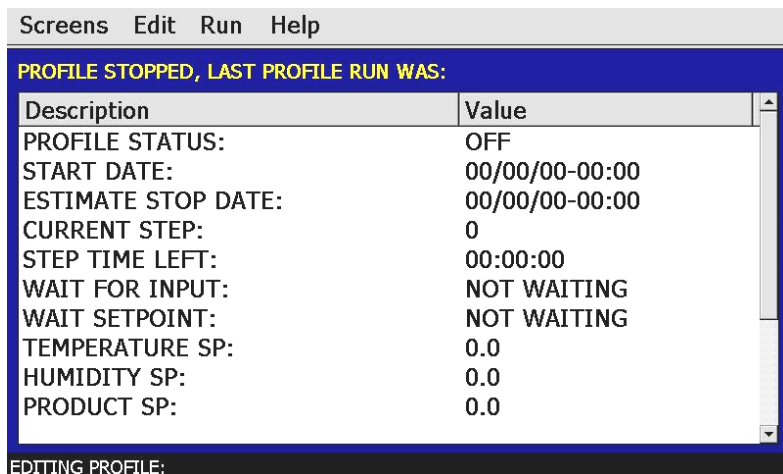 Screens Edit Run Help
PROFILE STOPPED, LAST PROFILE RUN WAS:
Description Value
PROFILE STATUS: OFF
START DATE: 00/00/00-00:00
ESTIMATE STOP DATE: 00/00/00-00:00
CURRENT STEP: 0
STEP TIME LEFT: 00:00:00
WAIT FOR INPUT: NOT WAITING
WAIT SETPOINT: NOT WAITING
TEMPERATURE SP: 0.0
HUMIDITY SP: 0.0
PRODUCT SP: 0.0
EDITING PROFILE: